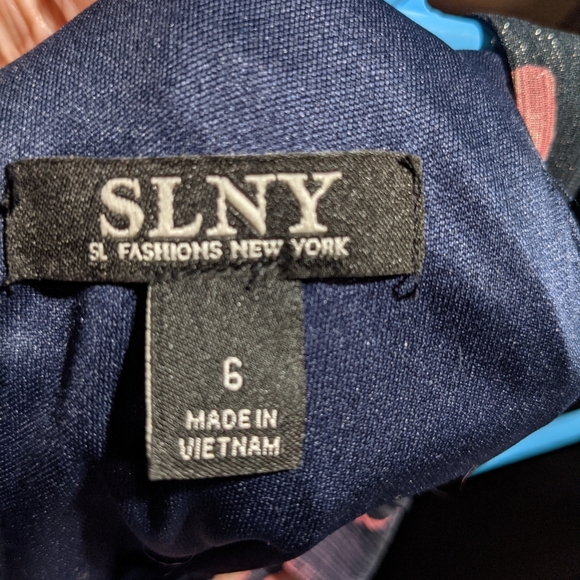 SLNY
SL FASHIONS NEW YORK
6
MADE IN
VIETNAM